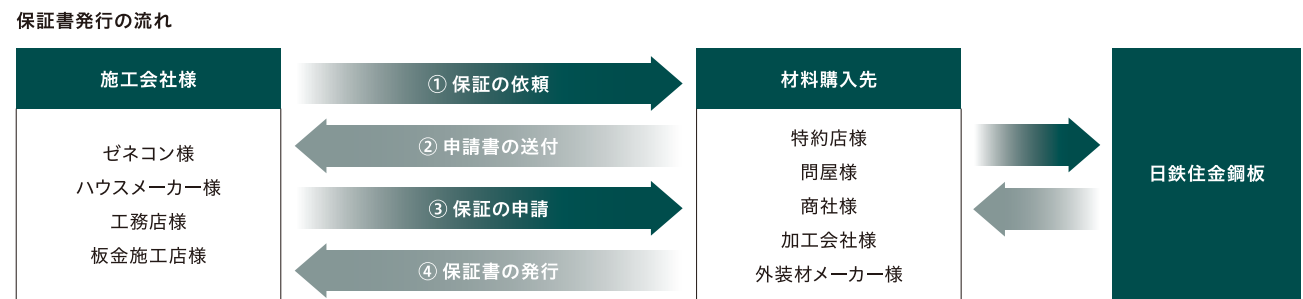 保証書発行の流れ
施工会社様
ゼネコン様
ハウスメーカー様
工務店様
板金施工店様
① 保証の依頼
② 申請書の送付
③ 保証の申請
④ 保証書の発行
材料購入先
特約店様
問屋様
商社様
加工会社様
外装材メーカー様
日鉄住金鋼板